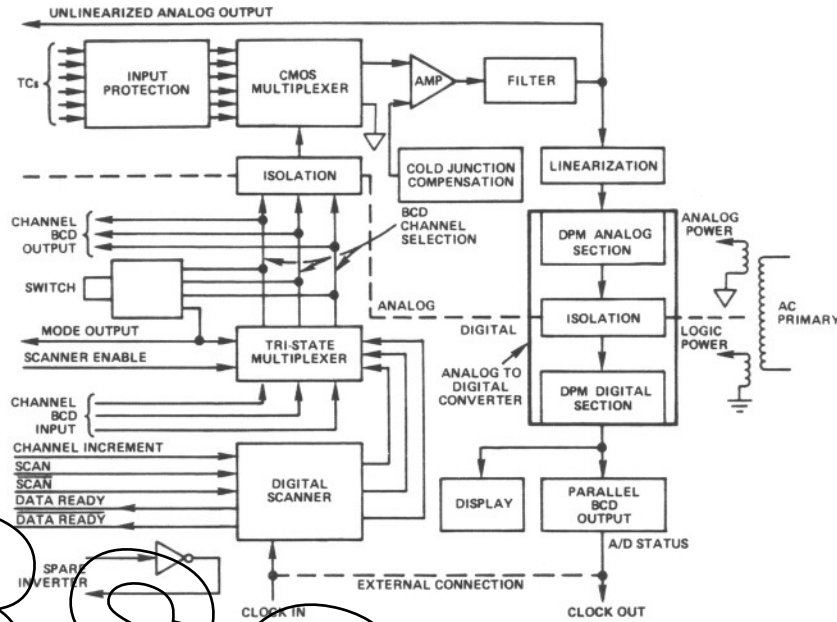 UNLINEARIZED ANALOG OUTPUT
TCs
INPUT
PROTECTION
CMOS
MULTIPLEXER
AMP
FILTER
ISOLATION
COLD JUNCTION
COMPENSATION
LINEARIZATION
CHANNEL
BCD
OUTPUT
BCD
CHANNEL
SELECTION
DPM ANALOG
SECTION
ANALOG
POWER
SWITCH
ANALOG
DIGITAL
ISOLATION
AC
PRIMARY
MODE OUTPUT
SCANNER ENABLE
TRI-STATE
MULTIPLEXER
LOGIC
POWER
ANALOG TO
DIGITAL
CONVERTER
DPM DIGITAL
SECTION
CHANNEL
BCD
INPUT
CHANNEL INCREMENT
SCAN
S̅C̅A̅N̅
DATA READY
D̅A̅T̅A̅ ̅R̅E̅A̅D̅Y̅
DIGITAL
SCANNER
DISPLAY
PARALLEL
BCD
OUTPUT
A/D STATUS
SPARE
INVERTER
EXTERNAL CONNECTION
CLOCK IN
CLOCK OUT